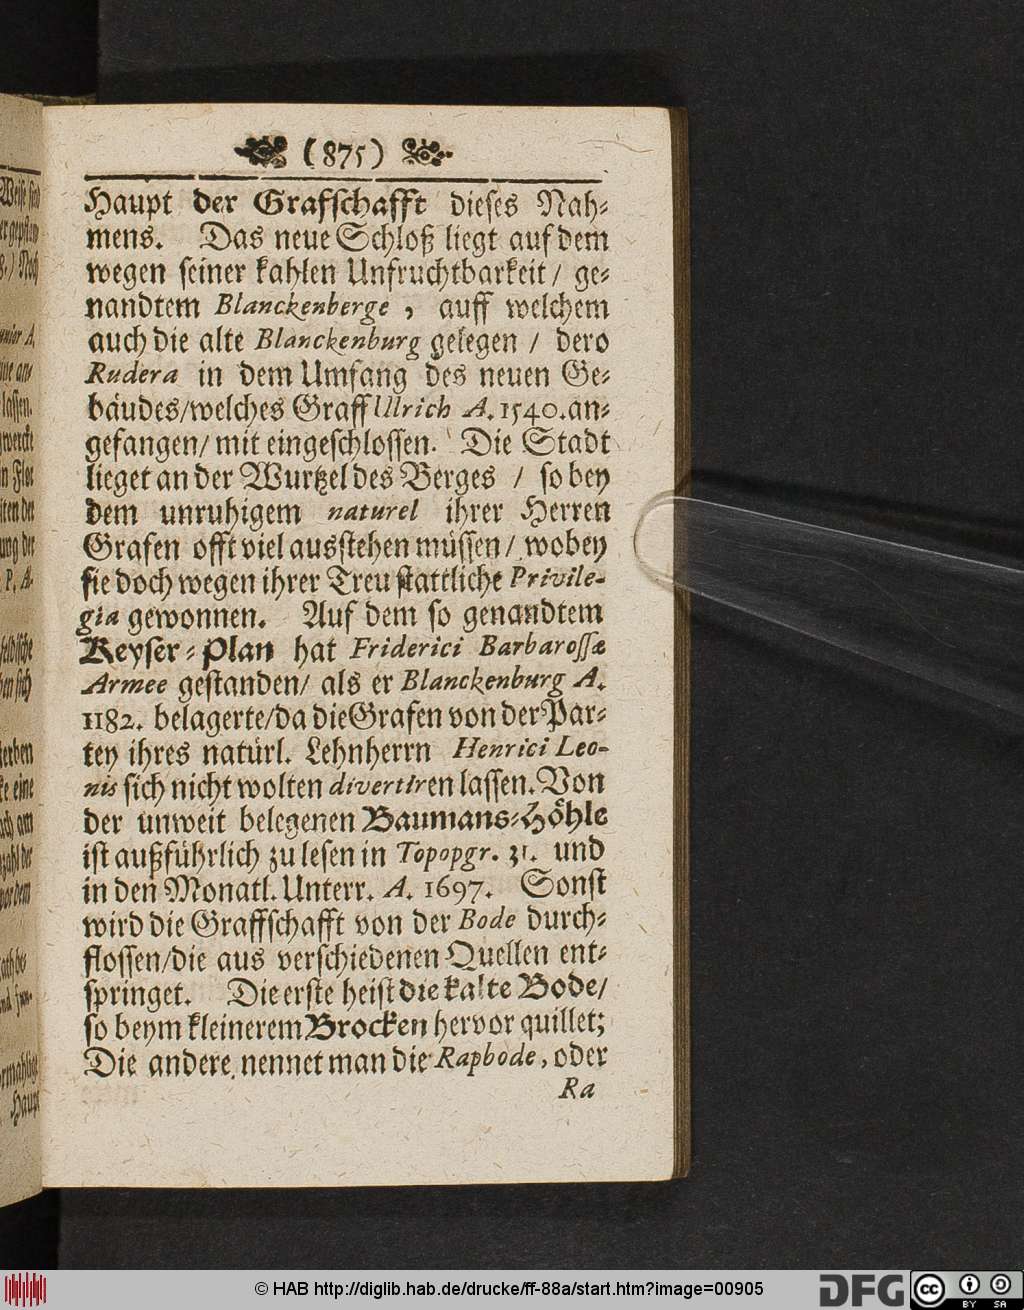 (875)
Haupt der Grafschafft dieses Nah-
mens. Das neue Schloß liegt auf dem
wegen seiner kahlen Unfruchtbarkeit / ge-
nandtem Blanckenberge , auff welchem
auch die alte Blanckenburg gelegen / dero
Rudera in dem Umfang des neuen Ge-
bäudes/welches Graff Ulrich A. 1540. an-
gefangen/ mit eingeschlossen. Die Stadt
lieget an der Wurtzel des Berges / so bey
dem unruhigem naturel ihrer Herren
Grafen offt viel ausstehen müssen / wobey
sie doch wegen ihrer Treu stattliche Privile-
gia gewonnen. Auf dem so genandtem
Keyser-Plan hat Friderici Barbarossæ
Armee gestanden/ als er Blanckenburg A.
1182. belagerte/da die Grafen von der Par-
tey ihres natürl. Lehnherrn Henrici Leo-
nis sich nicht wolten divertiren lassen. Von
der unweit belegenen Baumans-Höhle
ist außführlich zu lesen in Topopgr. 31. und
in den Monatl. Unterr. A. 1697. Sonst
wird die Graffschafft von der Bode durch-
flossen/die aus verschiedenen Quellen ent-
springet. Die erste heist die kalte Bode/
so beym kleinerem Brocken hervor quillet;
Die andere nennet man die Rapbode, oder
Ra
© HAB http://diglib.hab.de/drucke/ff-88a/start.htm?image=00905
DFG
cc
BY SA